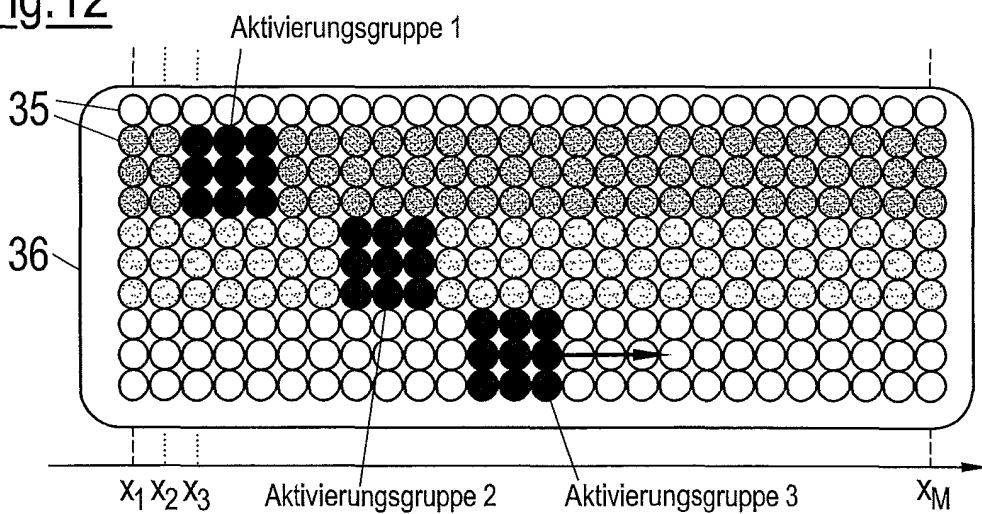 ig.12
Aktivierungsgruppe 1
35
36
X1 X2 X3 Aktivierungsgruppe 2 Aktivierungsgruppe 3 XM